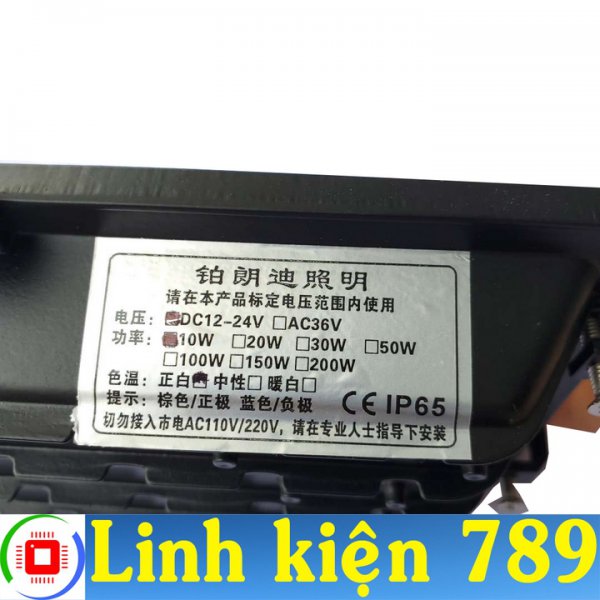 铂朗迪照明
请在本产品标定电压范围内使用
电压: DC12-24V □AC36V
功率: 10W □20W □30W □50W
□100W □150W □200W
色温: 正白 中性□暖白□
提示: 棕色/正极 蓝色/负极 CE IP65
切勿接入市电AC110V/220V, 请在专业人士指导下安装
Linh kiện 789